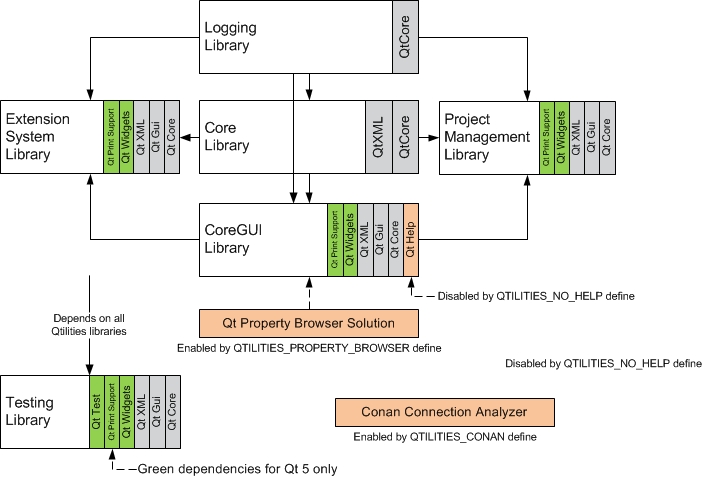 Logging
Library
QtCore
Extension
System
Library
Qt Print Support
Qt Widgets
Qt XML
Qt Gui
Qt Core
Core
Library
QtXML
QtCore
Project
Management
Library
Qt Print Support
Qt Widgets
Qt XML
Qt Gui
Qt Core
CoreGUI
Library
Qt Print Support
Qt Widgets
Qt XML
Qt Gui
Qt Core
Qt Help
Disabled by QTILITIES_NO_HELP define
Depends on all
Qtilities libraries
Qt Property Browser Solution
Enabled by QTILITIES_PROPERTY_BROWSER define
Disabled by QTILITIES_NO_HELP define
Testing
Library
Qt Test
Qt Print Support
Qt Widgets
Qt XML
Qt Gui
Qt Core
Conan Connection Analyzer
Enabled by QTILITIES_CONAN define
Green dependencies for Qt 5 only